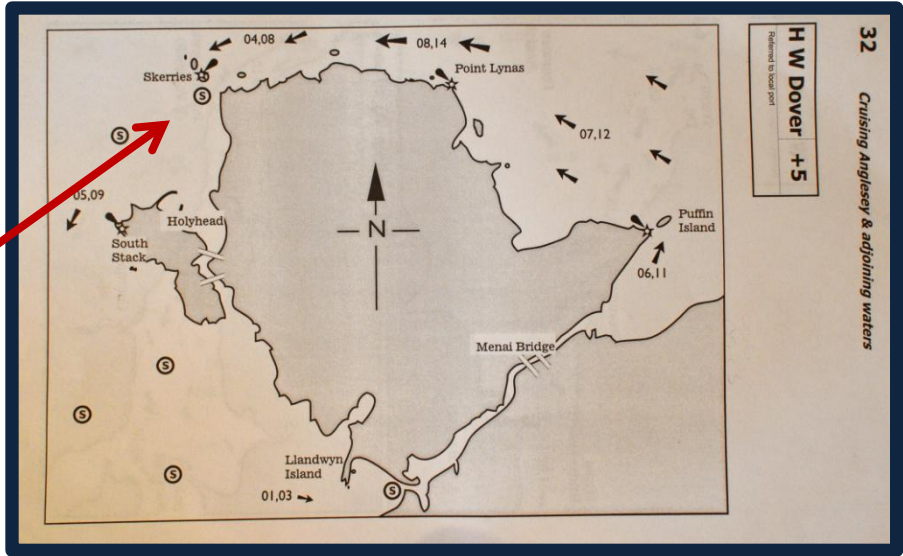 32
Cruising Anglesey & adjoining waters
H W Dover +5
Referred to local port
04,08
08,14
Skerries
Point Lynas
S
S
07,12
05,09
Holyhead
South
Stack
N
Puffin
Island
06,11
Menai Bridge
S
S
S
Llandwyn
Island
01,03
S